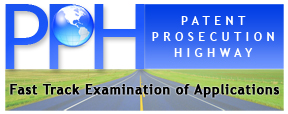 PPH
PATENT
PROSECUTION
HIGHWAY
Fast Track Examination of Applications